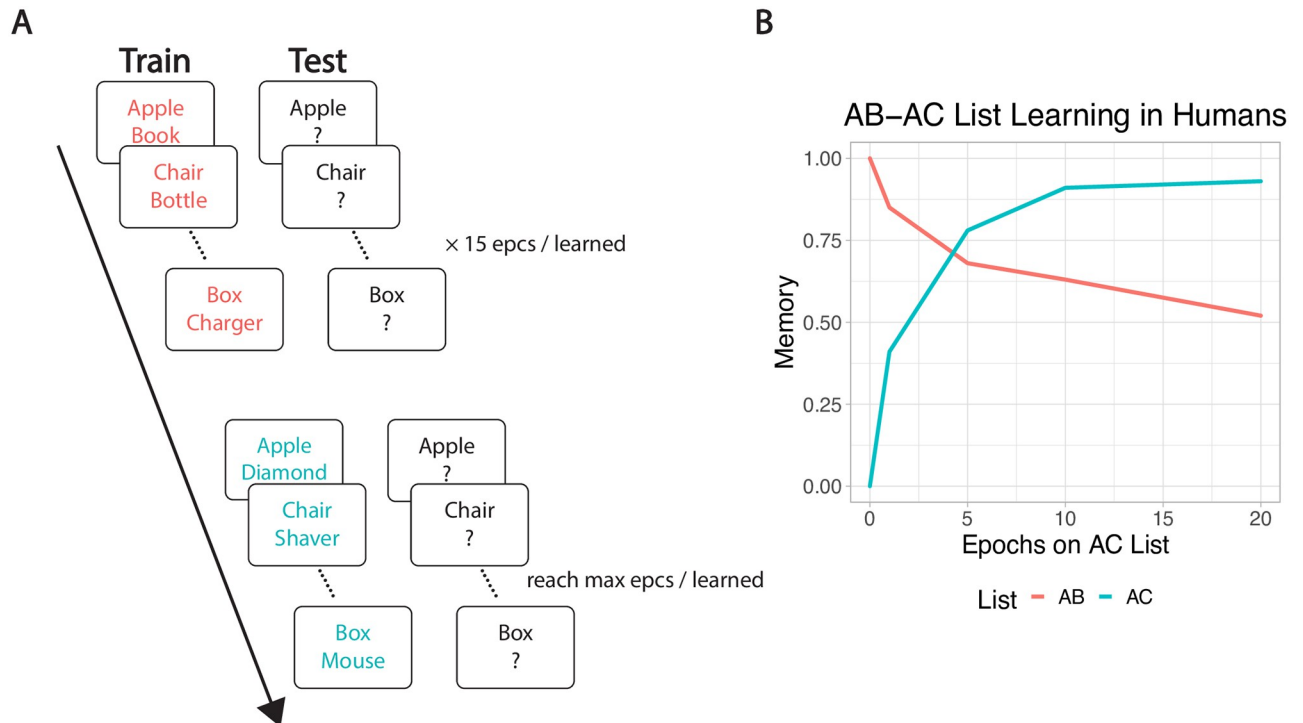 A
Train
Test
Apple
Book
Apple
?
Chair
Bottle
Chair
?
× 15 epcs / learned
Box
Charger
Box
?
Apple
Diamond
Apple
?
Chair
Shaver
Chair
?
reach max epcs / learned
Box
Mouse
Box
?
B
AB–AC List Learning in Humans
Memory
1.00
0.75
0.50
0.25
0.00
0 5 10 15 20
Epochs on AC List
List AB AC